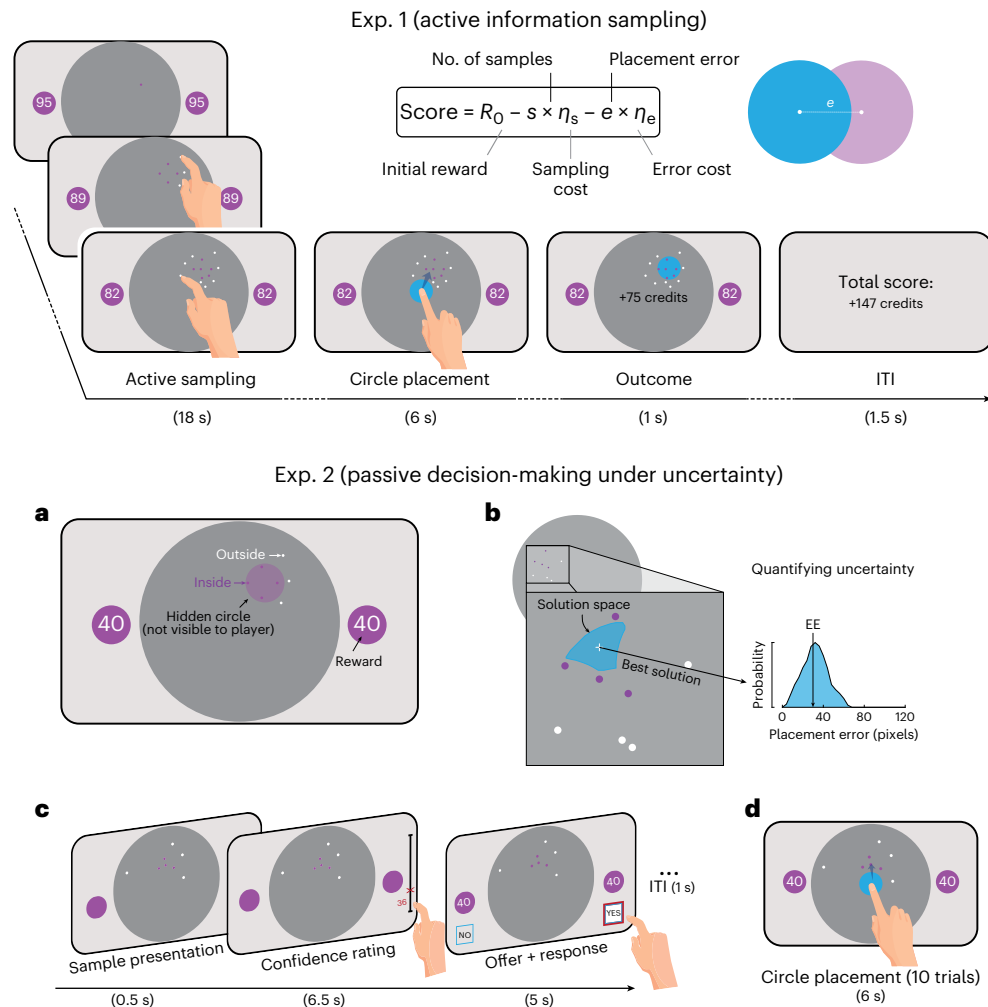 Exp. 1 (active information sampling)
No. of samples
Placement error
Score = R0 − s × ηs − e × ηe
Initial reward
Sampling
cost
Error cost
e
95
95
89
89
82
82
82
82
82
82
+75 credits
Total score:
+147 credits
Active sampling
Circle placement
Outcome
ITI
(18 s)
(6 s)
(1 s)
(1.5 s)
Exp. 2 (passive decision-making under uncertainty)
a
Outside
Inside
Hidden circle
(not visible to player)
40
40
Reward
b
Quantifying uncertainty
Solution space
Best solution
EE
Probability
0
40
80
120
Placement error (pixels)
c
36
40
40
NO
YES
...
ITI (1 s)
Sample presentation
Confidence rating
Offer + response
(0.5 s)
(6.5 s)
(5 s)
d
40
40
Circle placement (10 trials)
(6 s)